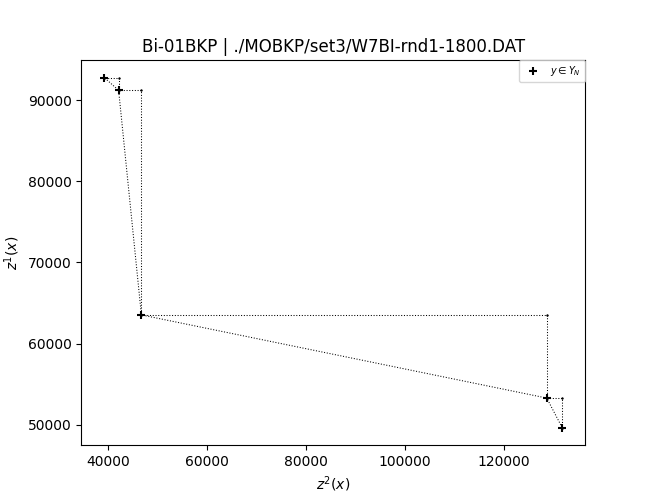 Bi-01BKP | ./MOBKP/set3/W7BI-rnd1-1800.DAT
y ∈ Y_N
90000
80000
70000
60000
50000
z^1(x)
40000 60000 80000 100000 120000
z^2(x)